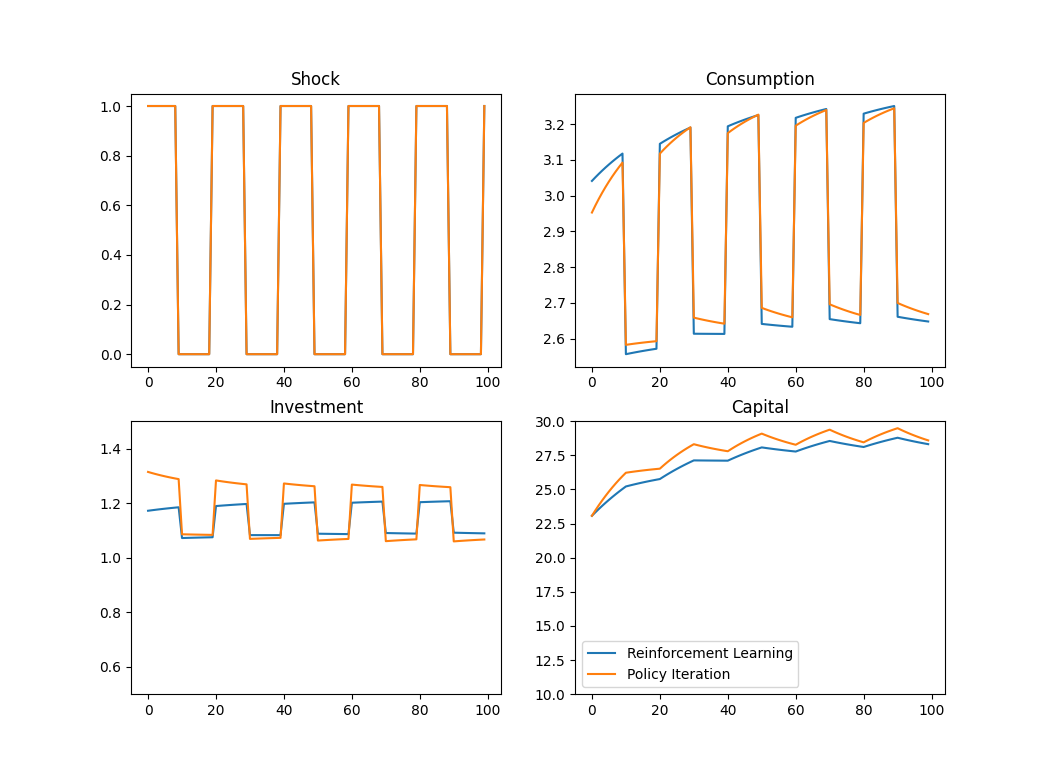 Shock
1.0
0.8
0.6
0.4
0.2
0.0
0 20 40 60 80 100
Consumption
3.2
3.1
3.0
2.9
2.8
2.7
2.6
0 20 40 60 80 100
Investment
1.4
1.2
1.0
0.8
0.6
0 20 40 60 80 100
Capital
30.0
27.5
25.0
22.5
20.0
17.5
15.0
12.5
10.0
Reinforcement Learning
Policy Iteration
0 20 40 60 80 100